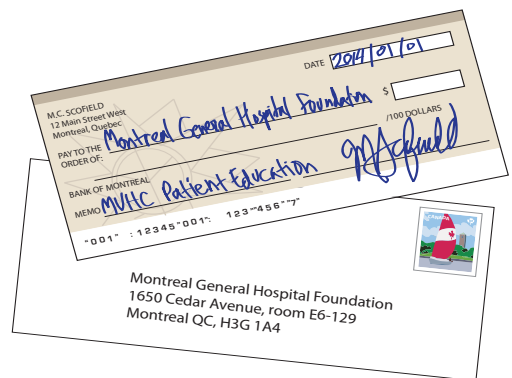 DATE 2014/01/01
M.C. SCOFIELD
12 Main Street West
Montreal, Quebec
PAY TO THE
ORDER OF: Montreal General Hospital Foundation $
/100 DOLLARS
BANK OF MONTREAL
MEMO MVHC Patient Education MScofield
"001" :12345"001": 123"456""7"
CANADA
Montreal General Hospital Foundation
1650 Cedar Avenue, room E6-129
Montreal QC, H3G 1A4